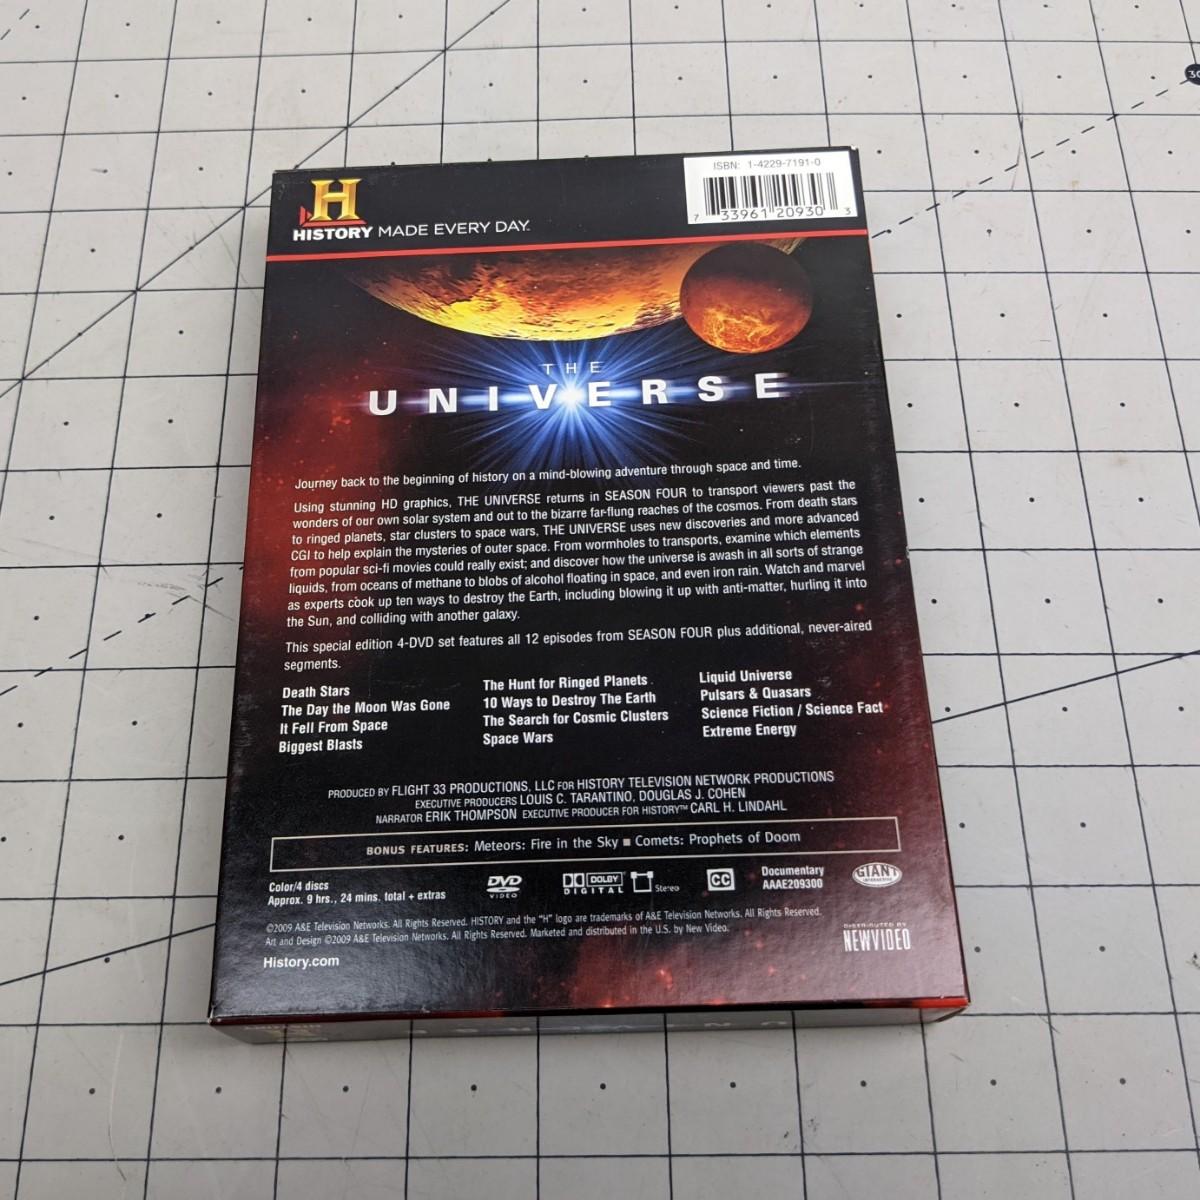 ISBN: 1-4229-7191-0
7 33961 20930 3
H
HISTORY MADE EVERY DAY.
THE
UNIVERSE
Journey back to the beginning of history on a mind-blowing adventure through space and time.
Using stunning HD graphics, THE UNIVERSE returns in SEASON FOUR to transport viewers past the
wonders of our own solar system and out to the bizarre far-flung reaches of the cosmos. From death stars
to ringed planets, star clusters to space wars, THE UNIVERSE uses new discoveries and more advanced
CGI to help explain the mysteries of outer space. From wormholes to transports, examine which elements
from popular sci-fi movies could really exist; and discover how the universe is awash in all sorts of strange
liquids, from oceans of methane to blobs of alcohol floating in space, and even iron rain. Watch and marvel
as experts cook up ten ways to destroy the Earth, including blowing it up with anti-matter, hurling it into
the Sun, and colliding with another galaxy.
This special edition 4-DVD set features all 12 episodes from SEASON FOUR plus additional, never-aired
segments.
Death Stars
The Day the Moon Was Gone
It Fell From Space
Biggest Blasts
The Hunt for Ringed Planets
10 Ways to Destroy The Earth
The Search for Cosmic Clusters
Space Wars
Liquid Universe
Pulsars & Quasars
Science Fiction / Science Fact
Extreme Energy
PRODUCED BY FLIGHT 33 PRODUCTIONS, LLC FOR HISTORY TELEVISION NETWORK PRODUCTIONS
EXECUTIVE PRODUCERS LOUIS C. TARANTINO, DOUGLAS J. COHEN
NARRATOR ERIK THOMPSON EXECUTIVE PRODUCER FOR HISTORY™ CARL H. LINDAHL
BONUS FEATURES: Meteors: Fire in the Sky ■ Comets: Prophets of Doom
Color/4 discs
Approx. 9 hrs., 24 mins. total + extras
DVD
VIDEO
DOLBY
DIGITAL
Stereo
CC
Documentary
AAAE209300
GIANT
INTERACTIVE
©2009 A&E Television Networks. All Rights Reserved. HISTORY and the "H" logo are trademarks of A&E Television Networks. All Rights Reserved.
Art and Design ©2009 A&E Television Networks. All Rights Reserved. Marketed and distributed in the U.S. by New Video.
DISTRIBUTED BY
NEWVIDEO
History.com
UNIVERSE
30